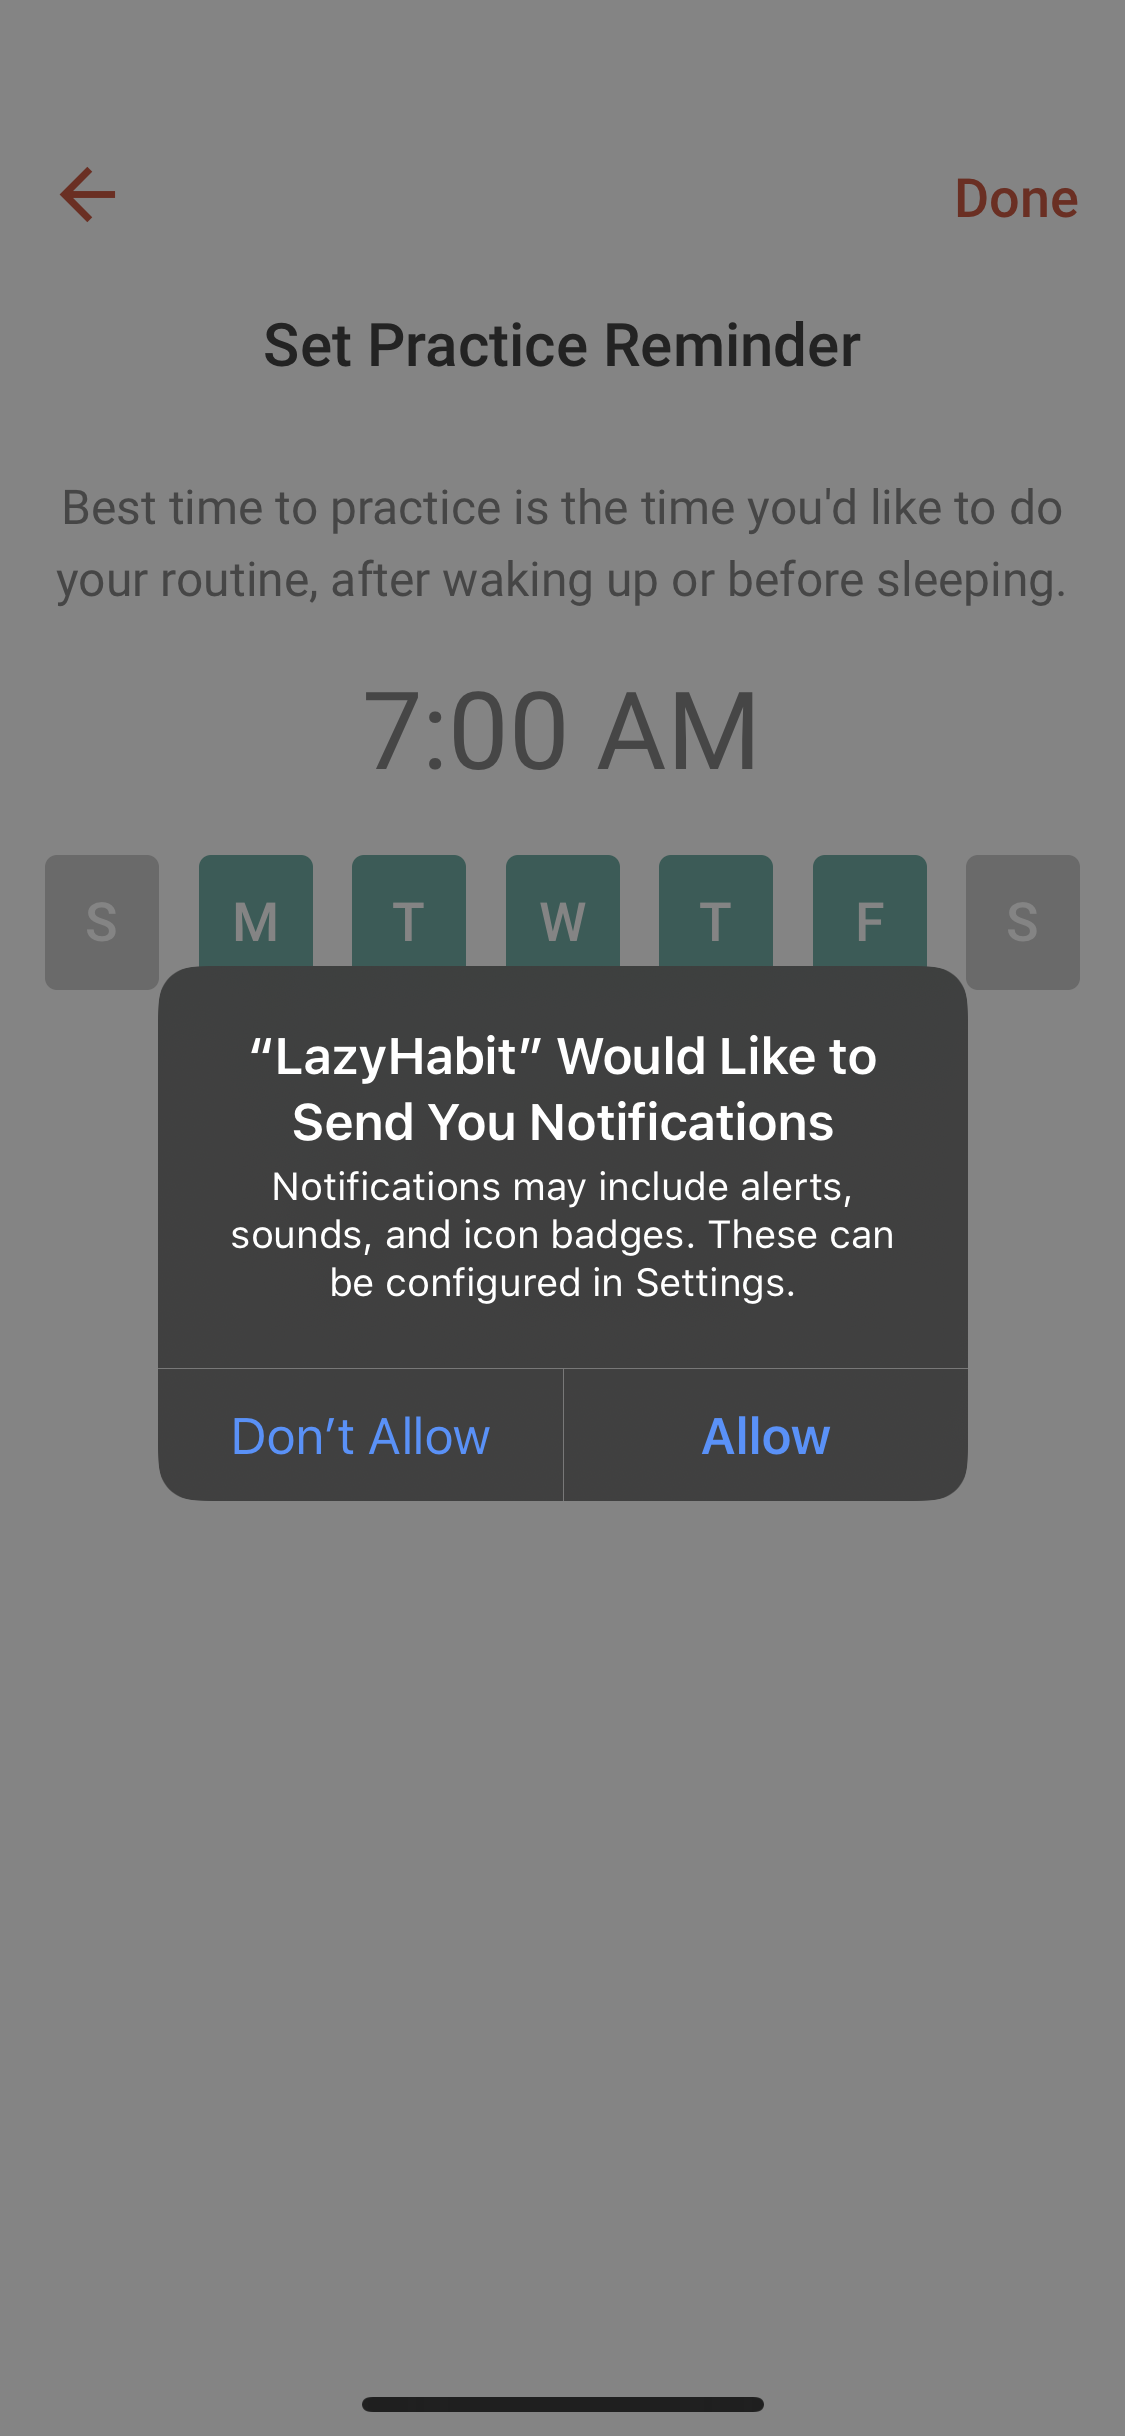 Done
Set Practice Reminder
Best time to practice is the time you'd like to do
your routine, after waking up or before sleeping.
7:00 AM
S M T W T F S
“LazyHabit” Would Like to
Send You Notifications
Notifications may include alerts,
sounds, and icon badges. These can
be configured in Settings.
Don’t Allow Allow